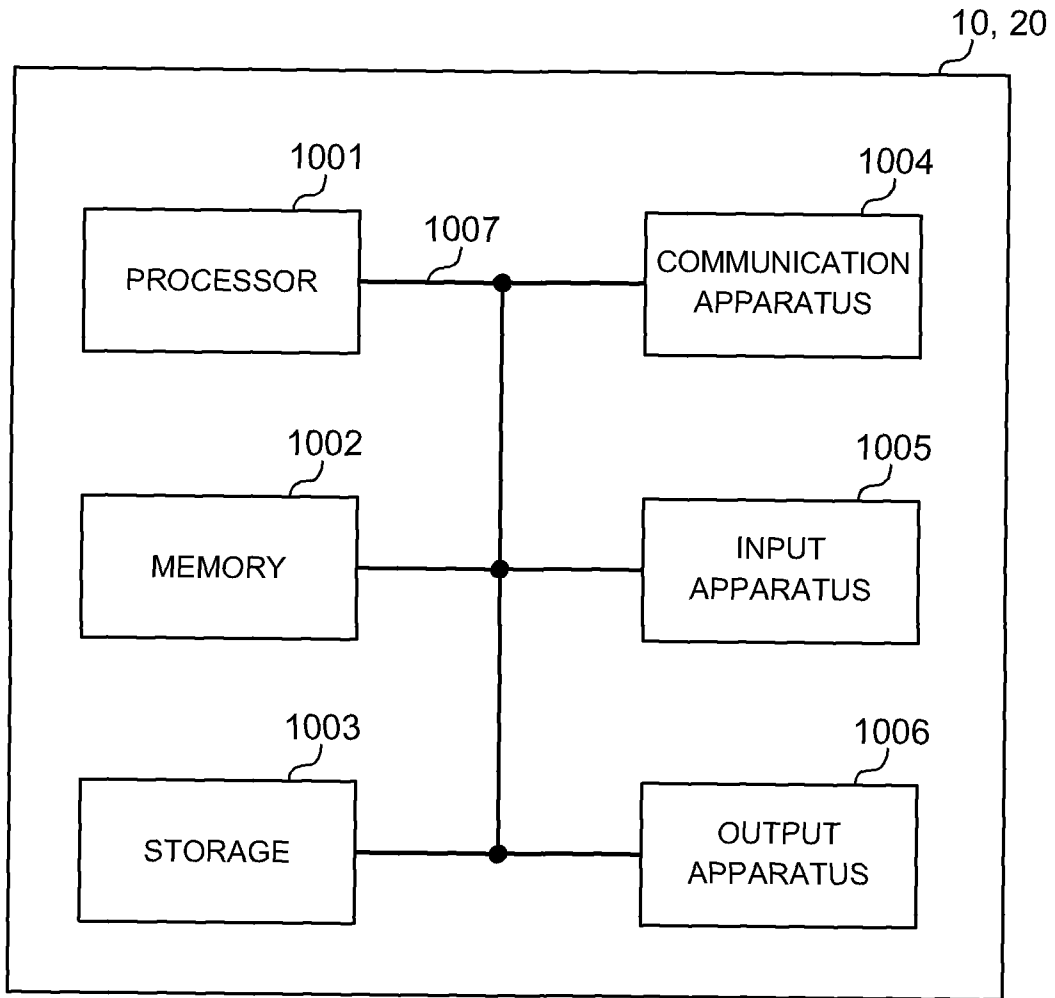 10, 20
1001
PROCESSOR
1007
1004
COMMUNICATION
APPARATUS
1002
MEMORY
1005
INPUT
APPARATUS
1003
STORAGE
1006
OUTPUT
APPARATUS